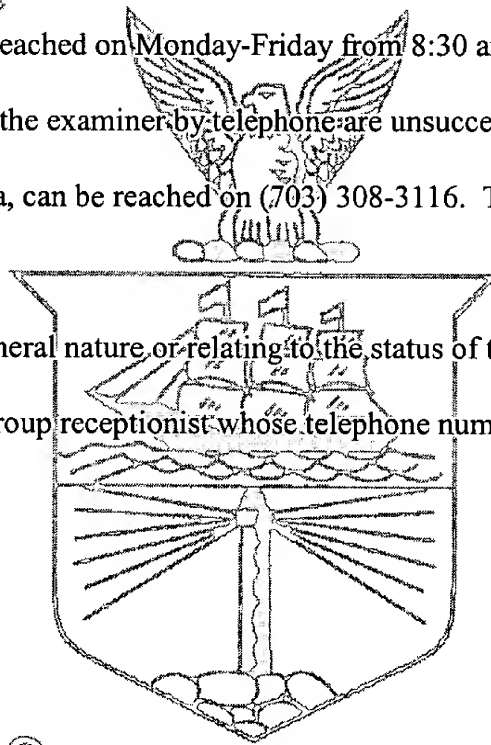 eached on Monday-Friday from 8:30 a
the examiner by telephone are unsucce
a, can be reached on (703) 308-3116. T
neral nature or relating to the status of t
roup receptionist whose telephone num